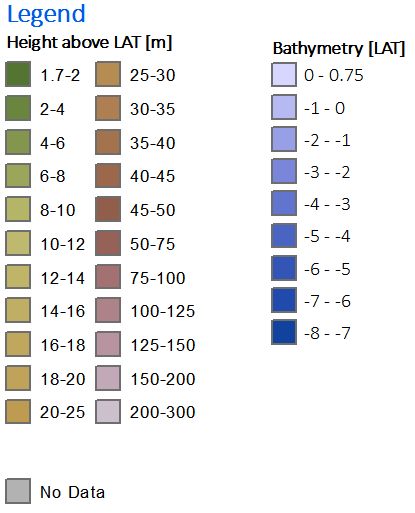 Legend
Height above LAT [m]
1.7-2
2-4
4-6
6-8
8-10
10-12
12-14
14-16
16-18
18-20
20-25
25-30
30-35
35-40
40-45
45-50
50-75
75-100
100-125
125-150
150-200
200-300
No Data
Bathymetry [LAT]
0 - 0.75
-1 - 0
-2 - -1
-3 - -2
-4 - -3
-5 - -4
-6 - -5
-7 - -6
-8 - -7